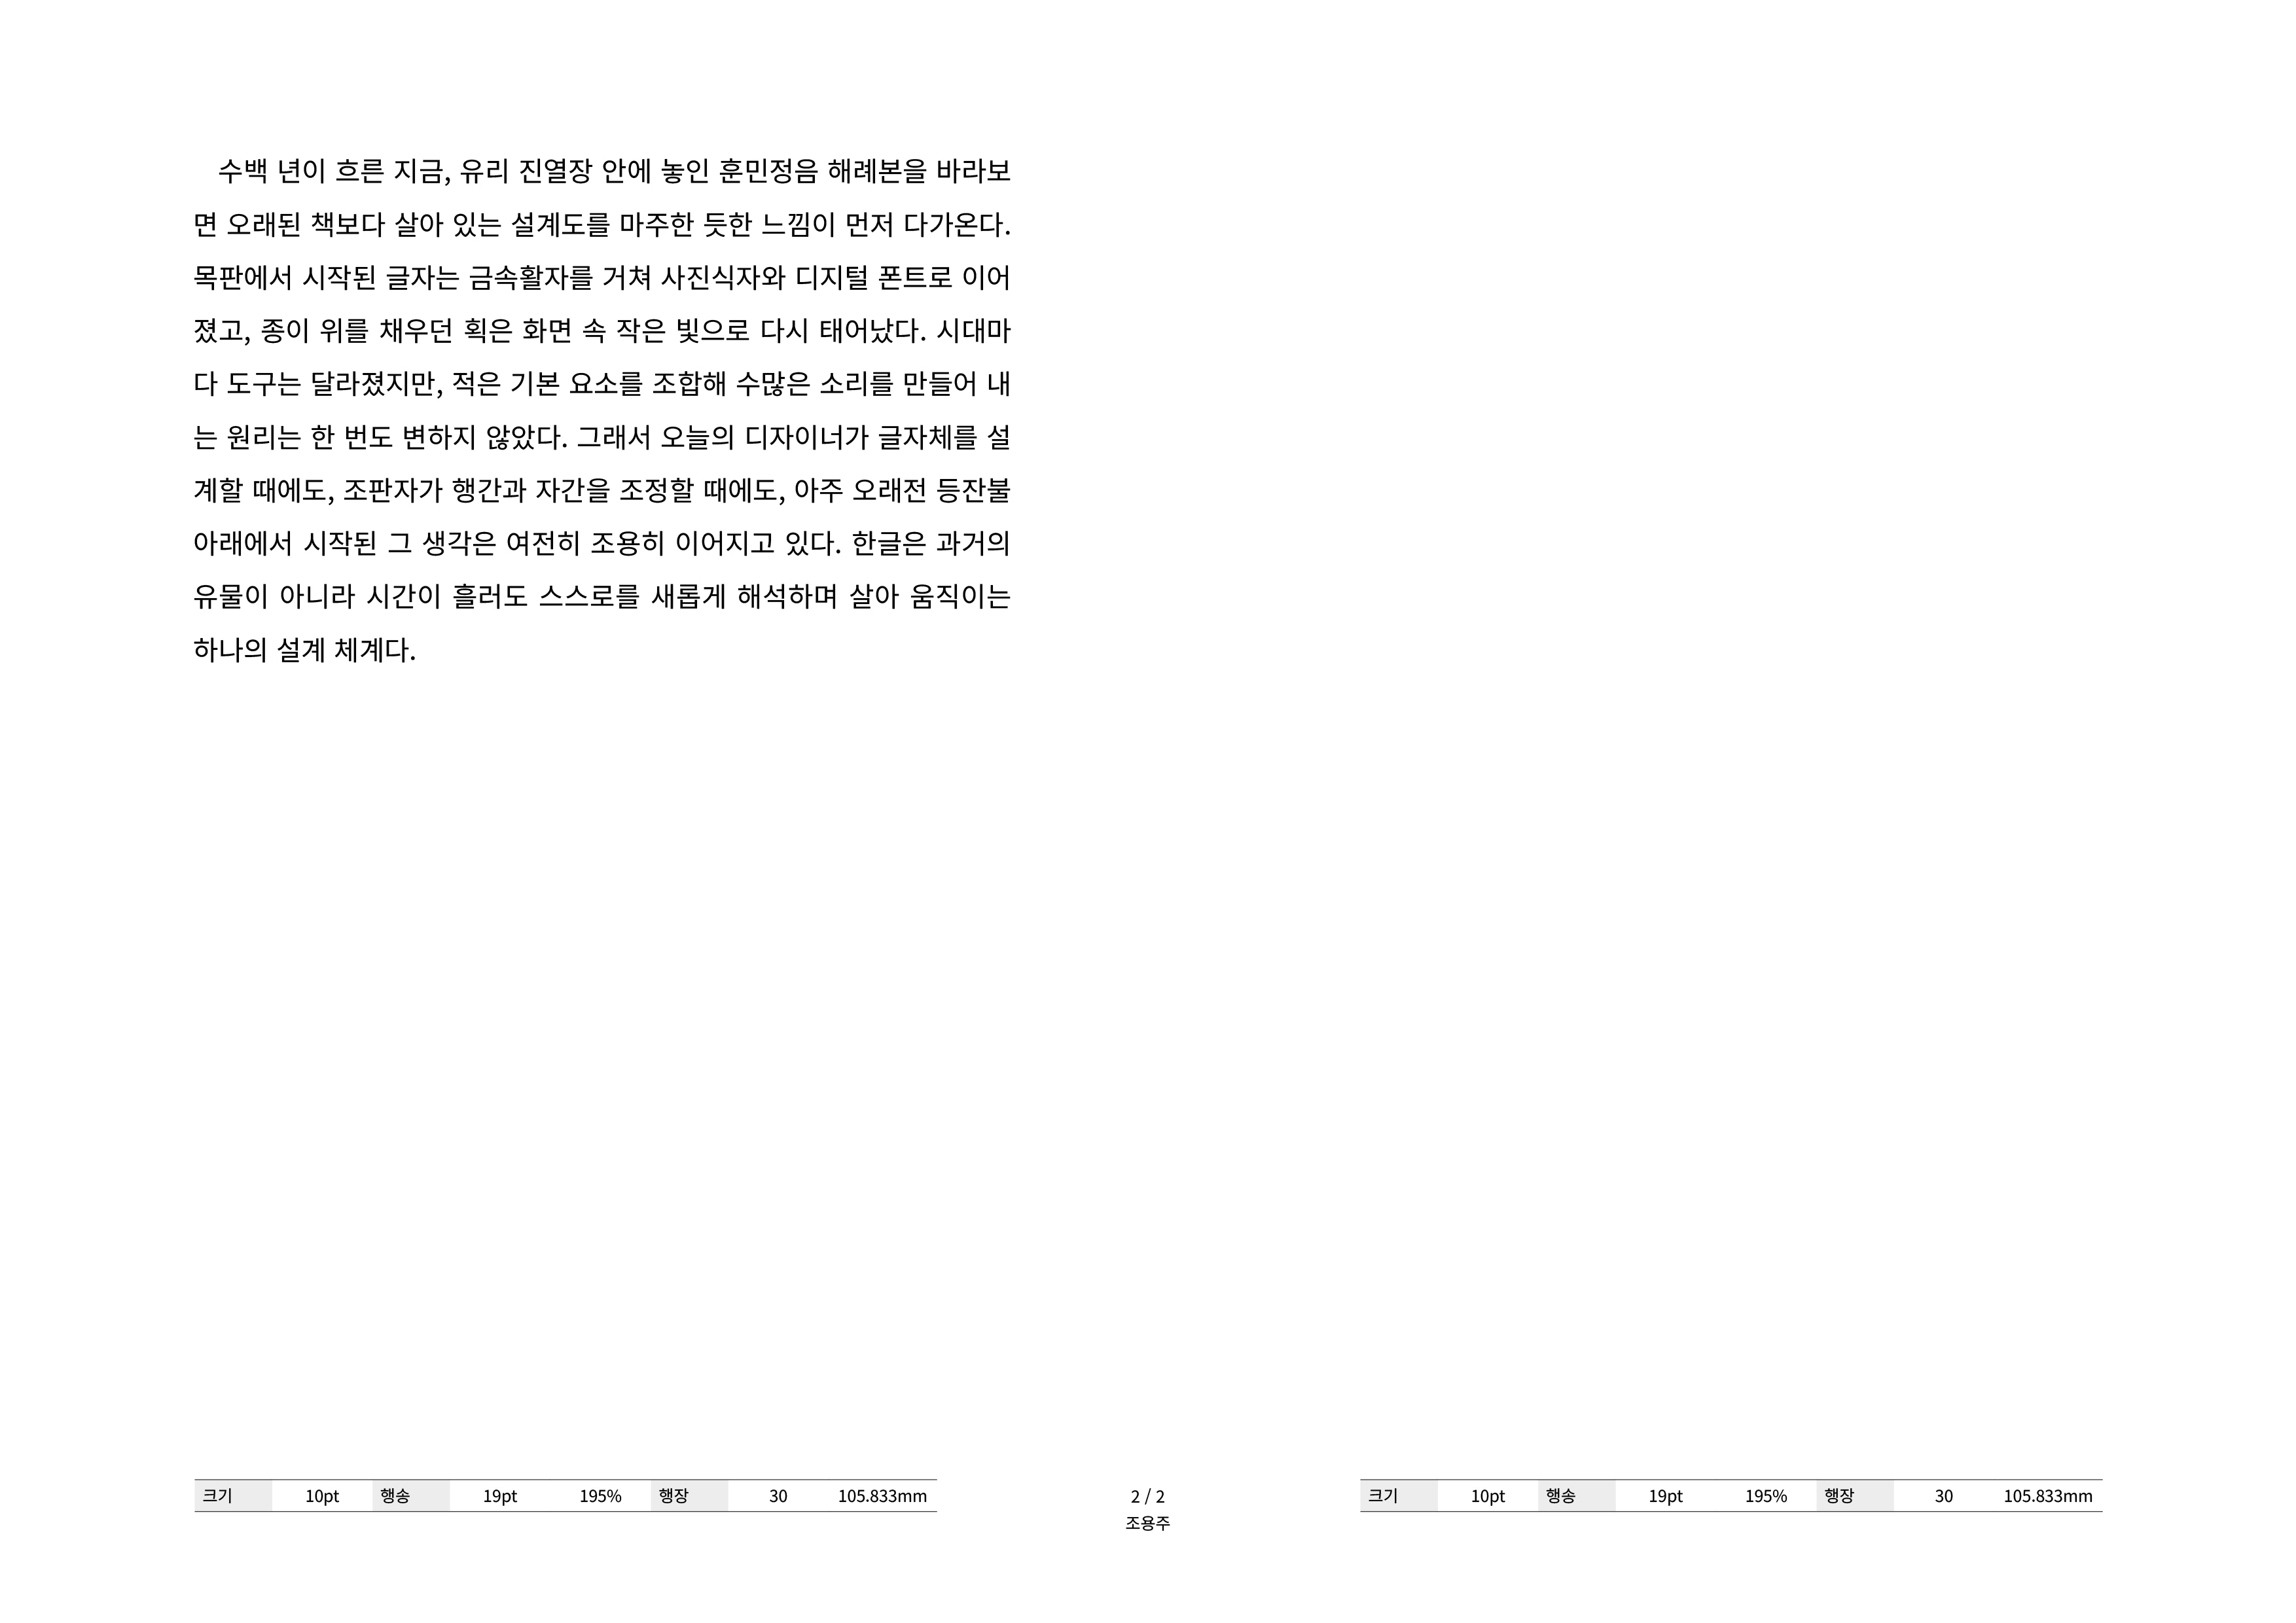 수백 년이 흐른 지금, 유리 진열장 안에 놓인 훈민정음 해례본을 바라보
면 오래된 책보다 살아 있는 설계도를 마주한 듯한 느낌이 먼저 다가온다.
목판에서 시작된 글자는 금속활자를 거쳐 사진식자와 디지털 폰트로 이어
졌고, 종이 위를 채우던 획은 화면 속 작은 빛으로 다시 태어났다. 시대마
다 도구는 달라졌지만, 적은 기본 요소를 조합해 수많은 소리를 만들어 내
는 원리는 한 번도 변하지 않았다. 그래서 오늘의 디자이너가 글자체를 설
계할 때에도, 조판자가 행간과 자간을 조정할 때에도, 아주 오래전 등잔불
아래에서 시작된 그 생각은 여전히 조용히 이어지고 있다. 한글은 과거의
유물이 아니라 시간이 흘러도 스스로를 새롭게 해석하며 살아 움직이는
하나의 설계 체계다.
크기 10pt 행송 19pt 195% 행장 30 105.833mm
2 / 2
조용주
크기 10pt 행송 19pt 195% 행장 30 105.833mm